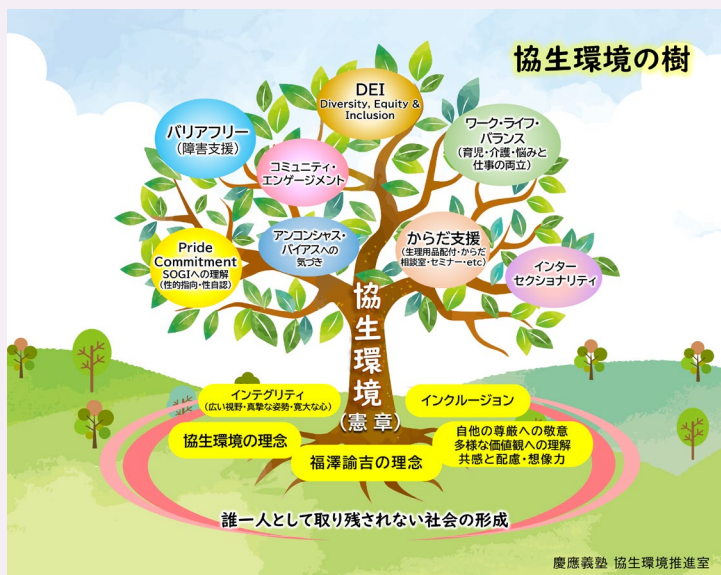 協生環境の樹
DEI
Diversity, Equity &
Inclusion
バリアフリー
(障害支援)
コミュニティ・
エンゲージメント
ワーク・ライフ・
バランス
(育児・介護・悩みと
仕事の両立)
Pride
Commitment
SOGIへの理解
(性的指向・性自認)
アンコンシャス・
バイアスへの
気づき
からだ支援
(生理用品配付・からだ
相談室・セミナー・etc)
インター
セクショナリティ
協生環境
(憲章)
インテグリティ
(広い視野・真摯な姿勢・寛大な心)
インクルージョン
協生環境の理念
福澤諭吉の理念
自他の尊厳への敬意
多様な価値観への理解
共感と配慮・想像力
誰一人として取り残されない社会の形成
慶應義塾 協生環境推進室